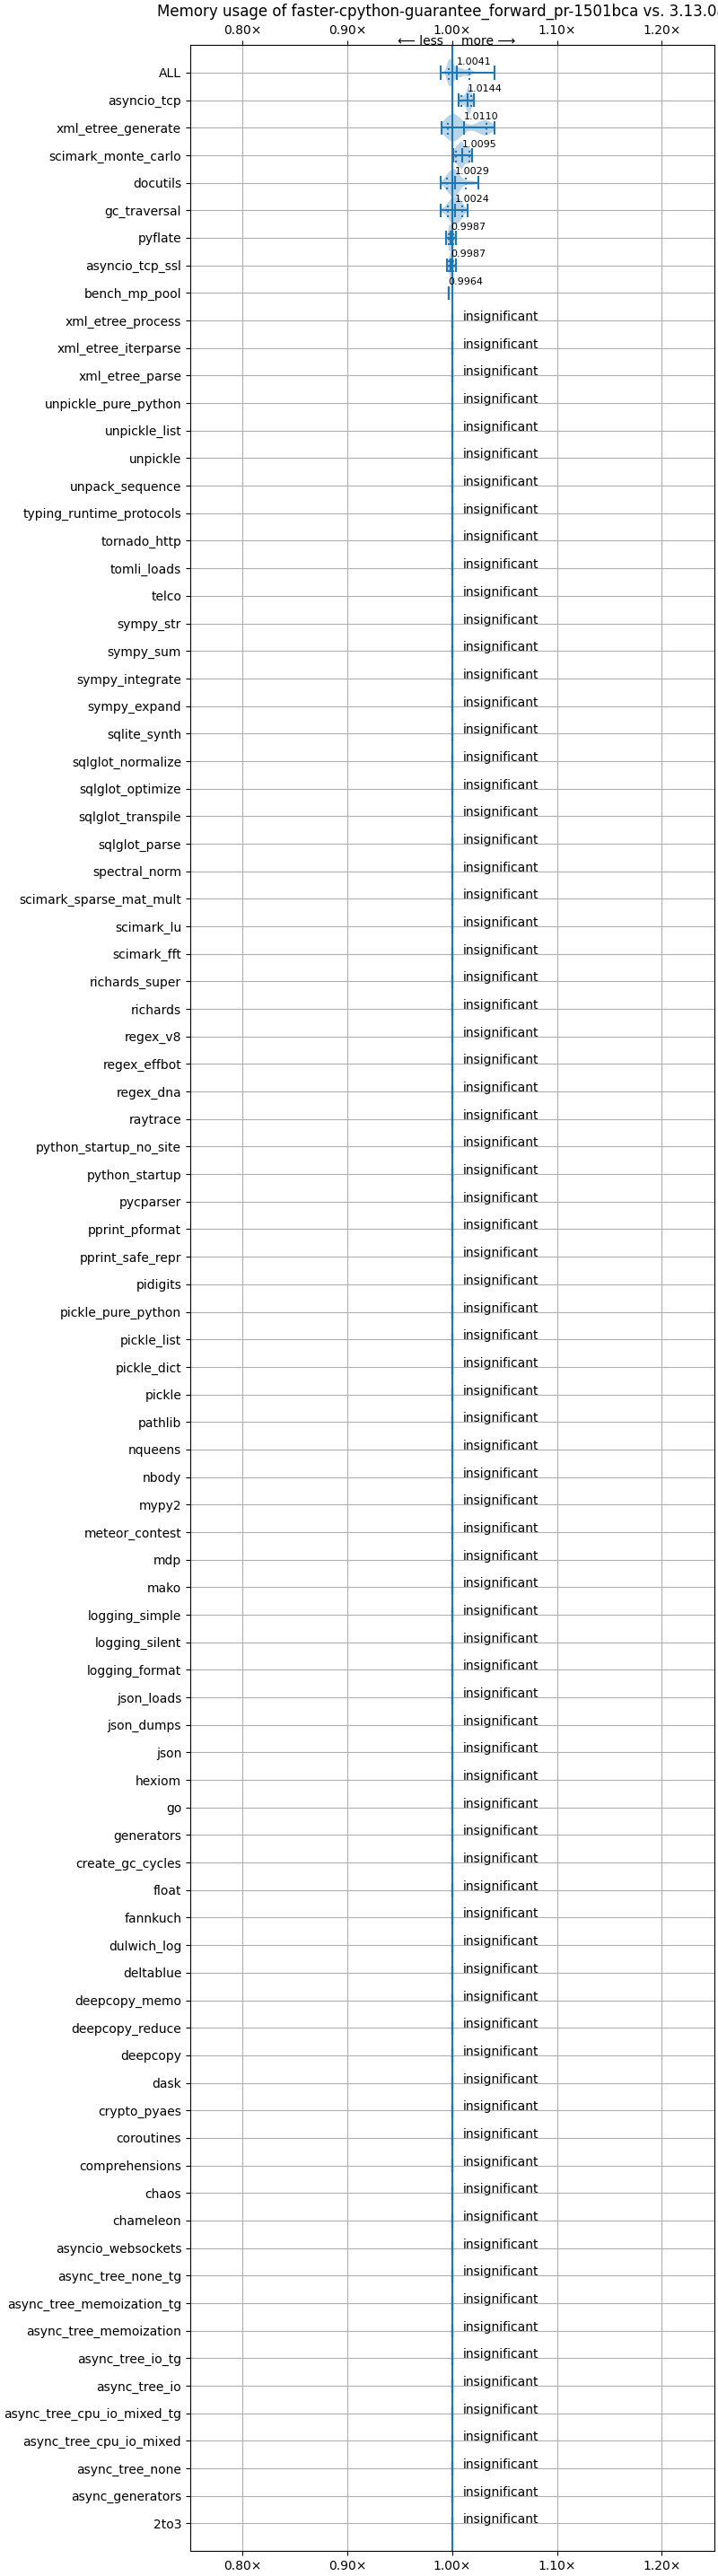 Memory usage of faster-cpython-guarantee_forward_pr-1501bca vs. 3.13.0
0.80× 0.90× 1.00× 1.10× 1.20×
⟵ less more ⟶
ALL 1.0041
asyncio_tcp 1.0144
xml_etree_generate 1.0110
scimark_monte_carlo 1.0095
docutils 1.0029
gc_traversal 1.0024
pyflate 0.9987
asyncio_tcp_ssl 0.9987
bench_mp_pool 0.9964
xml_etree_process insignificant
xml_etree_iterparse insignificant
xml_etree_parse insignificant
unpickle_pure_python insignificant
unpickle_list insignificant
unpickle insignificant
unpack_sequence insignificant
typing_runtime_protocols insignificant
tornado_http insignificant
tomli_loads insignificant
telco insignificant
sympy_str insignificant
sympy_sum insignificant
sympy_integrate insignificant
sympy_expand insignificant
sqlite_synth insignificant
sqlglot_normalize insignificant
sqlglot_optimize insignificant
sqlglot_transpile insignificant
sqlglot_parse insignificant
spectral_norm insignificant
scimark_sparse_mat_mult insignificant
scimark_lu insignificant
scimark_fft insignificant
richards_super insignificant
richards insignificant
regex_v8 insignificant
regex_effbot insignificant
regex_dna insignificant
raytrace insignificant
python_startup_no_site insignificant
python_startup insignificant
pycparser insignificant
pprint_pformat insignificant
pprint_safe_repr insignificant
pidigits insignificant
pickle_pure_python insignificant
pickle_list insignificant
pickle_dict insignificant
pickle insignificant
pathlib insignificant
nqueens insignificant
nbody insignificant
mypy2 insignificant
meteor_contest insignificant
mdp insignificant
mako insignificant
logging_simple insignificant
logging_silent insignificant
logging_format insignificant
json_loads insignificant
json_dumps insignificant
json insignificant
hexiom insignificant
go insignificant
generators insignificant
create_gc_cycles insignificant
float insignificant
fannkuch insignificant
dulwich_log insignificant
deltablue insignificant
deepcopy_memo insignificant
deepcopy_reduce insignificant
deepcopy insignificant
dask insignificant
crypto_pyaes insignificant
coroutines insignificant
comprehensions insignificant
chaos insignificant
chameleon insignificant
asyncio_websockets insignificant
async_tree_none_tg insignificant
async_tree_memoization_tg insignificant
async_tree_memoization insignificant
async_tree_io_tg insignificant
async_tree_io insignificant
async_tree_cpu_io_mixed_tg insignificant
async_tree_cpu_io_mixed insignificant
async_tree_none insignificant
async_generators insignificant
2to3 insignificant
0.80× 0.90× 1.00× 1.10× 1.20×